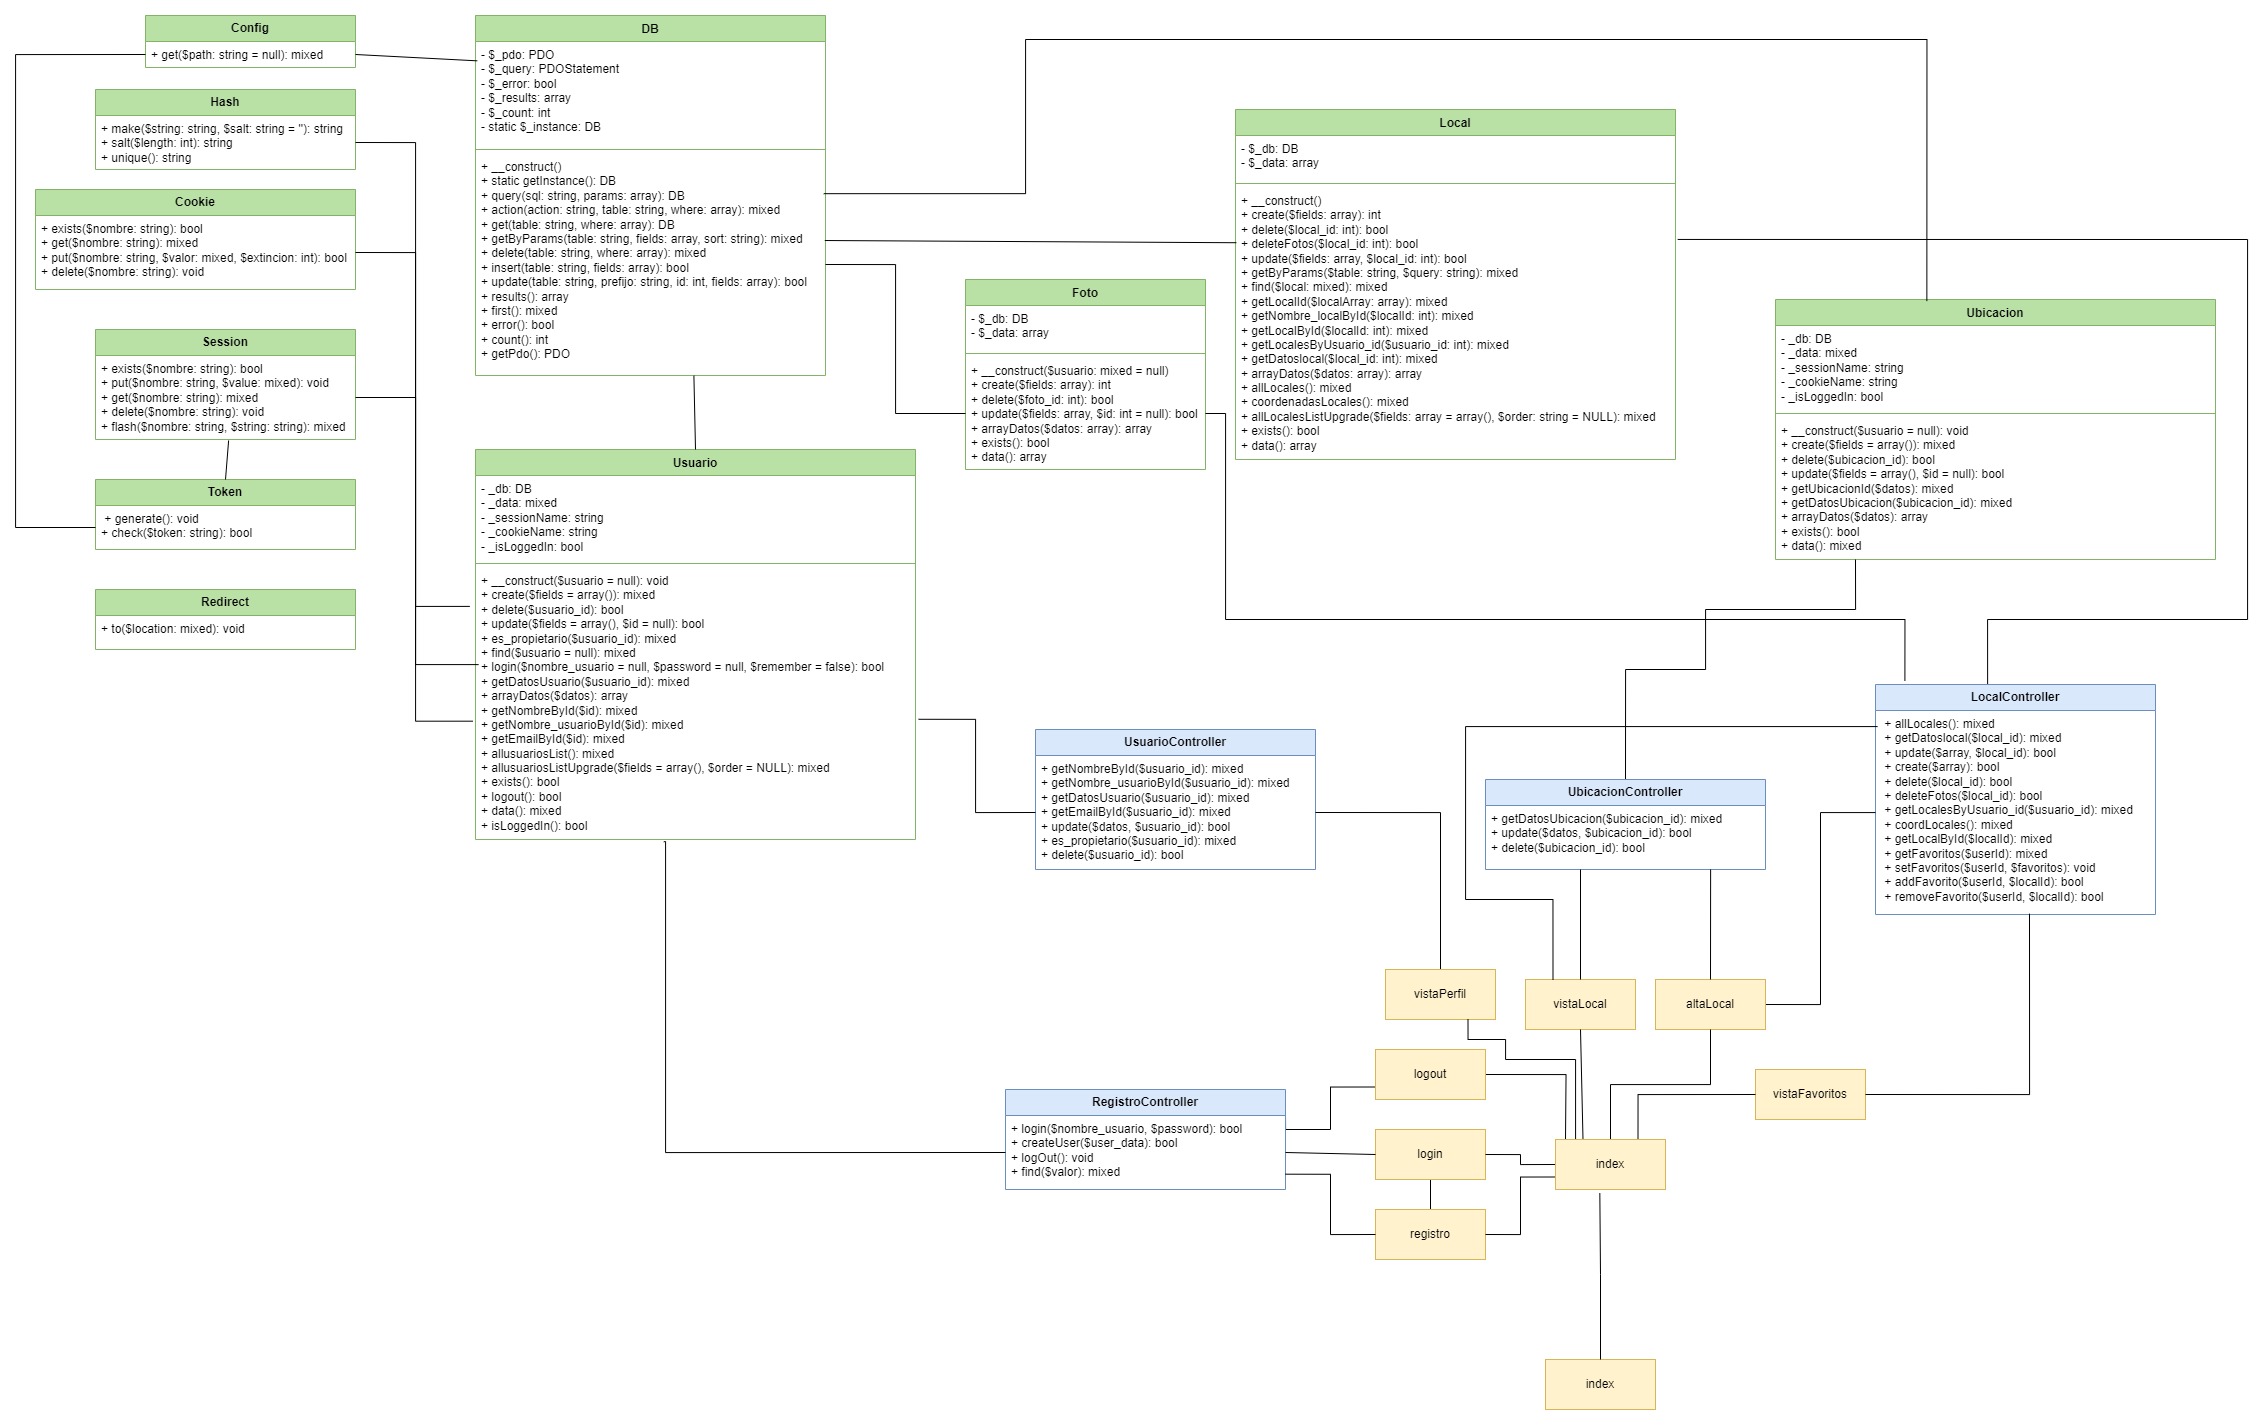 Config
+ get($path: string = null): mixed
Hash
+ make($string: string, $salt: string = ''): string
+ salt($length: int): string
+ unique(): string
Cookie
+ exists($nombre: string): bool
+ get($nombre: string): mixed
+ put($nombre: string, $valor: mixed, $extincion: int): bool
+ delete($nombre: string): void
Session
+ exists($nombre: string): bool
+ put($nombre: string, $value: mixed): void
+ get($nombre: string): mixed
+ delete($nombre: string): void
+ flash($nombre: string, $string: string): mixed
Token
+ generate(): void
+ check($token: string): bool
Redirect
+ to($location: mixed): void
DB
- $_pdo: PDO
- $_query: PDOStatement
- $_error: bool
- $_results: array
- $_count: int
- static $_instance: DB
+ __construct()
+ static getInstance(): DB
+ query(sql: string, params: array): DB
+ action(action: string, table: string, where: array): mixed
+ get(table: string, where: array): DB
+ getByParams(table: string, fields: array, sort: string): mixed
+ delete(table: string, where: array): mixed
+ insert(table: string, fields: array): bool
+ update(table: string, prefijo: string, id: int, fields: array): bool
+ results(): array
+ first(): mixed
+ error(): bool
+ count(): int
+ getPdo(): PDO
Usuario
- _db: DB
- _data: mixed
- _sessionName: string
- _cookieName: string
- _isLoggedIn: bool
+ __construct($usuario = null): void
+ create($fields = array()): mixed
+ delete($usuario_id): bool
+ update($fields = array(), $id = null): bool
+ es_propietario($usuario_id): mixed
+ find($usuario = null): mixed
+ login($nombre_usuario = null, $password = null, $remember = false): bool
+ getDatosUsuario($usuario_id): mixed
+ arrayDatos($datos): array
+ getNombreById($id): mixed
+ getNombre_usuarioById($id): mixed
+ getEmailById($id): mixed
+ allusuariosList(): mixed
+ allusuariosListUpgrade($fields = array(), $order = NULL): mixed
+ exists(): bool
+ logout(): bool
+ data(): mixed
+ isLoggedIn(): bool
Foto
- $_db: DB
- $_data: array
+ __construct($usuario: mixed = null)
+ create($fields: array): int
+ delete($foto_id: int): bool
+ update($fields: array, $id: int = null): bool
+ arrayDatos($datos: array): array
+ exists(): bool
+ data(): array
Local
- $_db: DB
- $_data: array
+ __construct()
+ create($fields: array): int
+ delete($local_id: int): bool
+ deleteFotos($local_id: int): bool
+ update($fields: array, $local_id: int): bool
+ getByParams($table: string, $query: string): mixed
+ find($local: mixed): mixed
+ getLocalId($localArray: array): mixed
+ getNombre_localById($localId: int): mixed
+ getLocalById($localId: int): mixed
+ getLocalesByUsuario_id($usuario_id: int): mixed
+ getDatoslocal($local_id: int): mixed
+ arrayDatos($datos: array): array
+ allLocales(): mixed
+ coordenadasLocales(): mixed
+ allLocalesListUpgrade($fields: array = array(), $order: string = NULL): mixed
+ exists(): bool
+ data(): array
Ubicacion
- _db: DB
- _data: mixed
- _sessionName: string
- _cookieName: string
- _isLoggedIn: bool
+ __construct($usuario = null): void
+ create($fields = array()): mixed
+ delete($ubicacion_id): bool
+ update($fields = array(), $id = null): bool
+ getUbicacionId($datos): mixed
+ getDatosUbicacion($ubicacion_id): mixed
+ arrayDatos($datos): array
+ exists(): bool
+ data(): mixed
UsuarioController
+ getNombreById($usuario_id): mixed
+ getNombre_usuarioById($usuario_id): mixed
+ getDatosUsuario($usuario_id): mixed
+ getEmailById($usuario_id): mixed
+ update($datos, $usuario_id): bool
+ es_propietario($usuario_id): mixed
+ delete($usuario_id): bool
UbicacionController
+ getDatosUbicacion($ubicacion_id): mixed
+ update($datos, $ubicacion_id): bool
+ delete($ubicacion_id): bool
LocalController
+ allLocales(): mixed
+ getDatoslocal($local_id): mixed
+ update($array, $local_id): bool
+ create($array): bool
+ delete($local_id): bool
+ deleteFotos($local_id): bool
+ getLocalesByUsuario_id($usuario_id): mixed
+ coordLocales(): mixed
+ getLocalById($localId): mixed
+ getFavoritos($userId): mixed
+ setFavoritos($userId, $favoritos): void
+ addFavorito($userId, $localId): bool
+ removeFavorito($userId, $localId): bool
vistaPerfil
vistaLocal
altaLocal
logout
vistaFavoritos
RegistroController
+ login($nombre_usuario, $password): bool
+ createUser($user_data): bool
+ logOut(): void
+ find($valor): mixed
login
index
registro
index